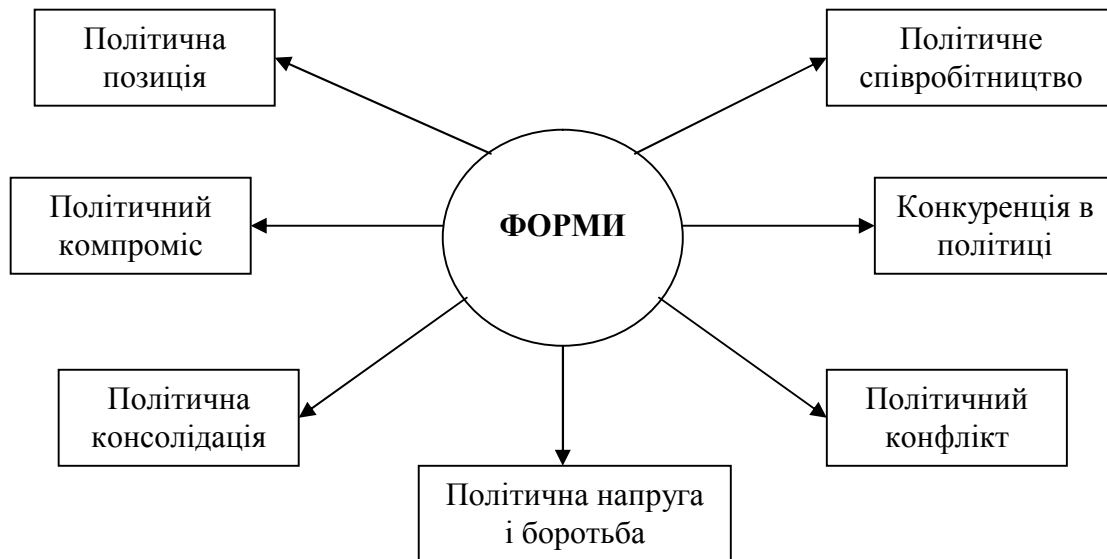 Політична
позиція
Політичне
співробітництво
ФОРМИ
Політичний
компроміс
Конкуренція в
політиці
Політична
консолідація
Політичний
конфлікт
Політична напруга
і боротьба